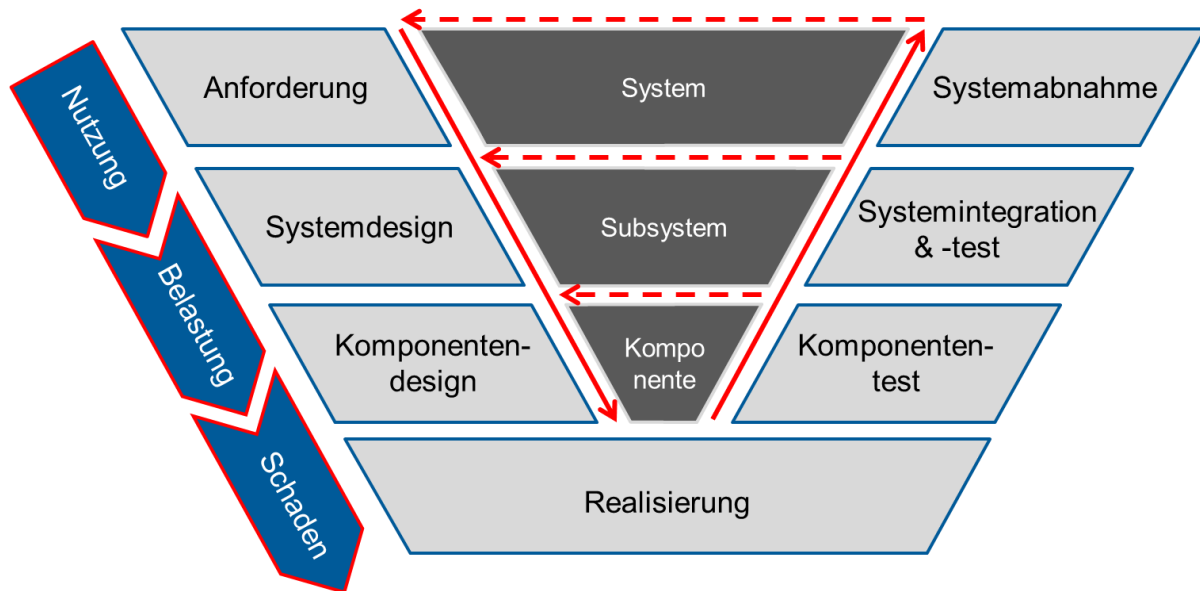 Anforderung
System
Systemabnahme
Nutzung
Systemdesign
Subsystem
Systemintegration
& -test
Belastung
Komponenten-
design
Kompo
nente
Komponenten-
test
Schaden
Realisierung